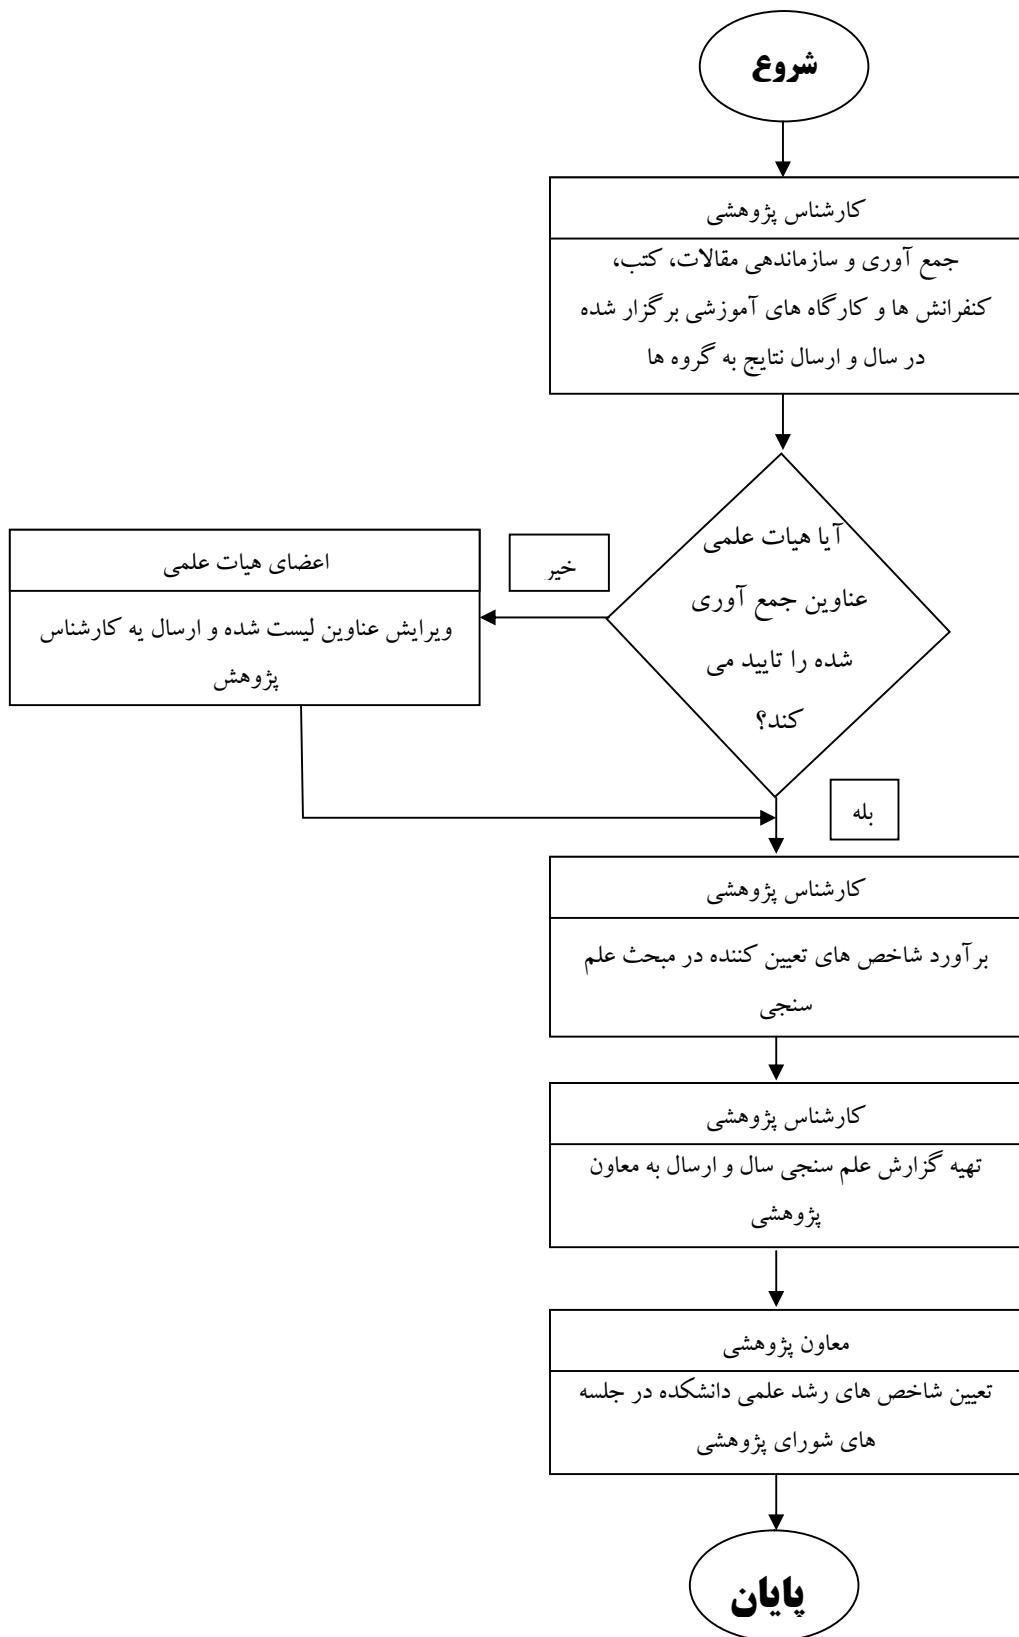 شروع
کارشناس پژوهشی
جمع آوری و سازماندهی مقالات، کتب،
کنفرانش ها و کارگاه های آموزشی برگزار شده
در سال و ارسال نتایج به گروه ها
آیا هیات علمی
عناوین جمع آوری
شده را تایید می
کند؟
خیر
اعضای هیات علمی
ویرایش عناوین لیست شده و ارسال یه کارشناس
پژوهش
بله
کارشناس پژوهشی
برآورد شاخص های تعیین کننده در مبحث علم
سنجی
کارشناس پژوهشی
تهیه گزارش علم سنجی سال و ارسال به معاون
پژوهشی
معاون پژوهشی
تعیین شاخص های رشد علمی دانشکده در جلسه
های شورای پژوهشی
پایان